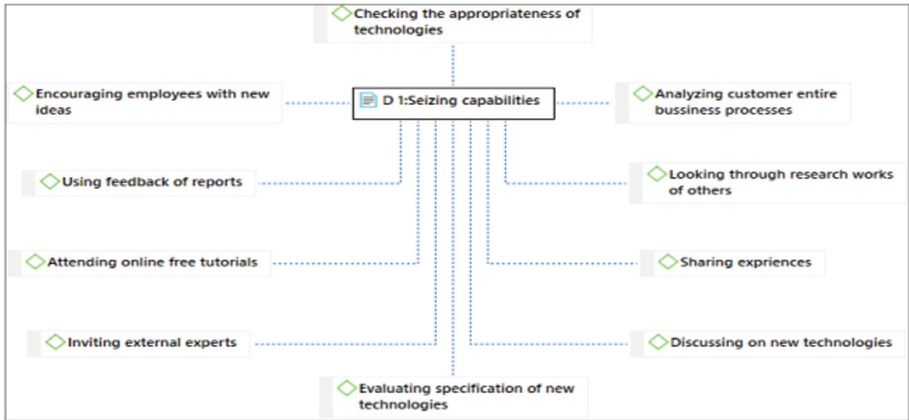 Checking the appropriateness of
technologies
Encouraging employees with new
ideas
D 1:Seizing capabilities
Analyzing customer entire
bussiness processes
Using feedback of reports
Looking through research works
of others
Attending online free tutorials
Sharing expriences
Inviting external experts
Discussing on new technologies
Evaluating specification of new
technologies